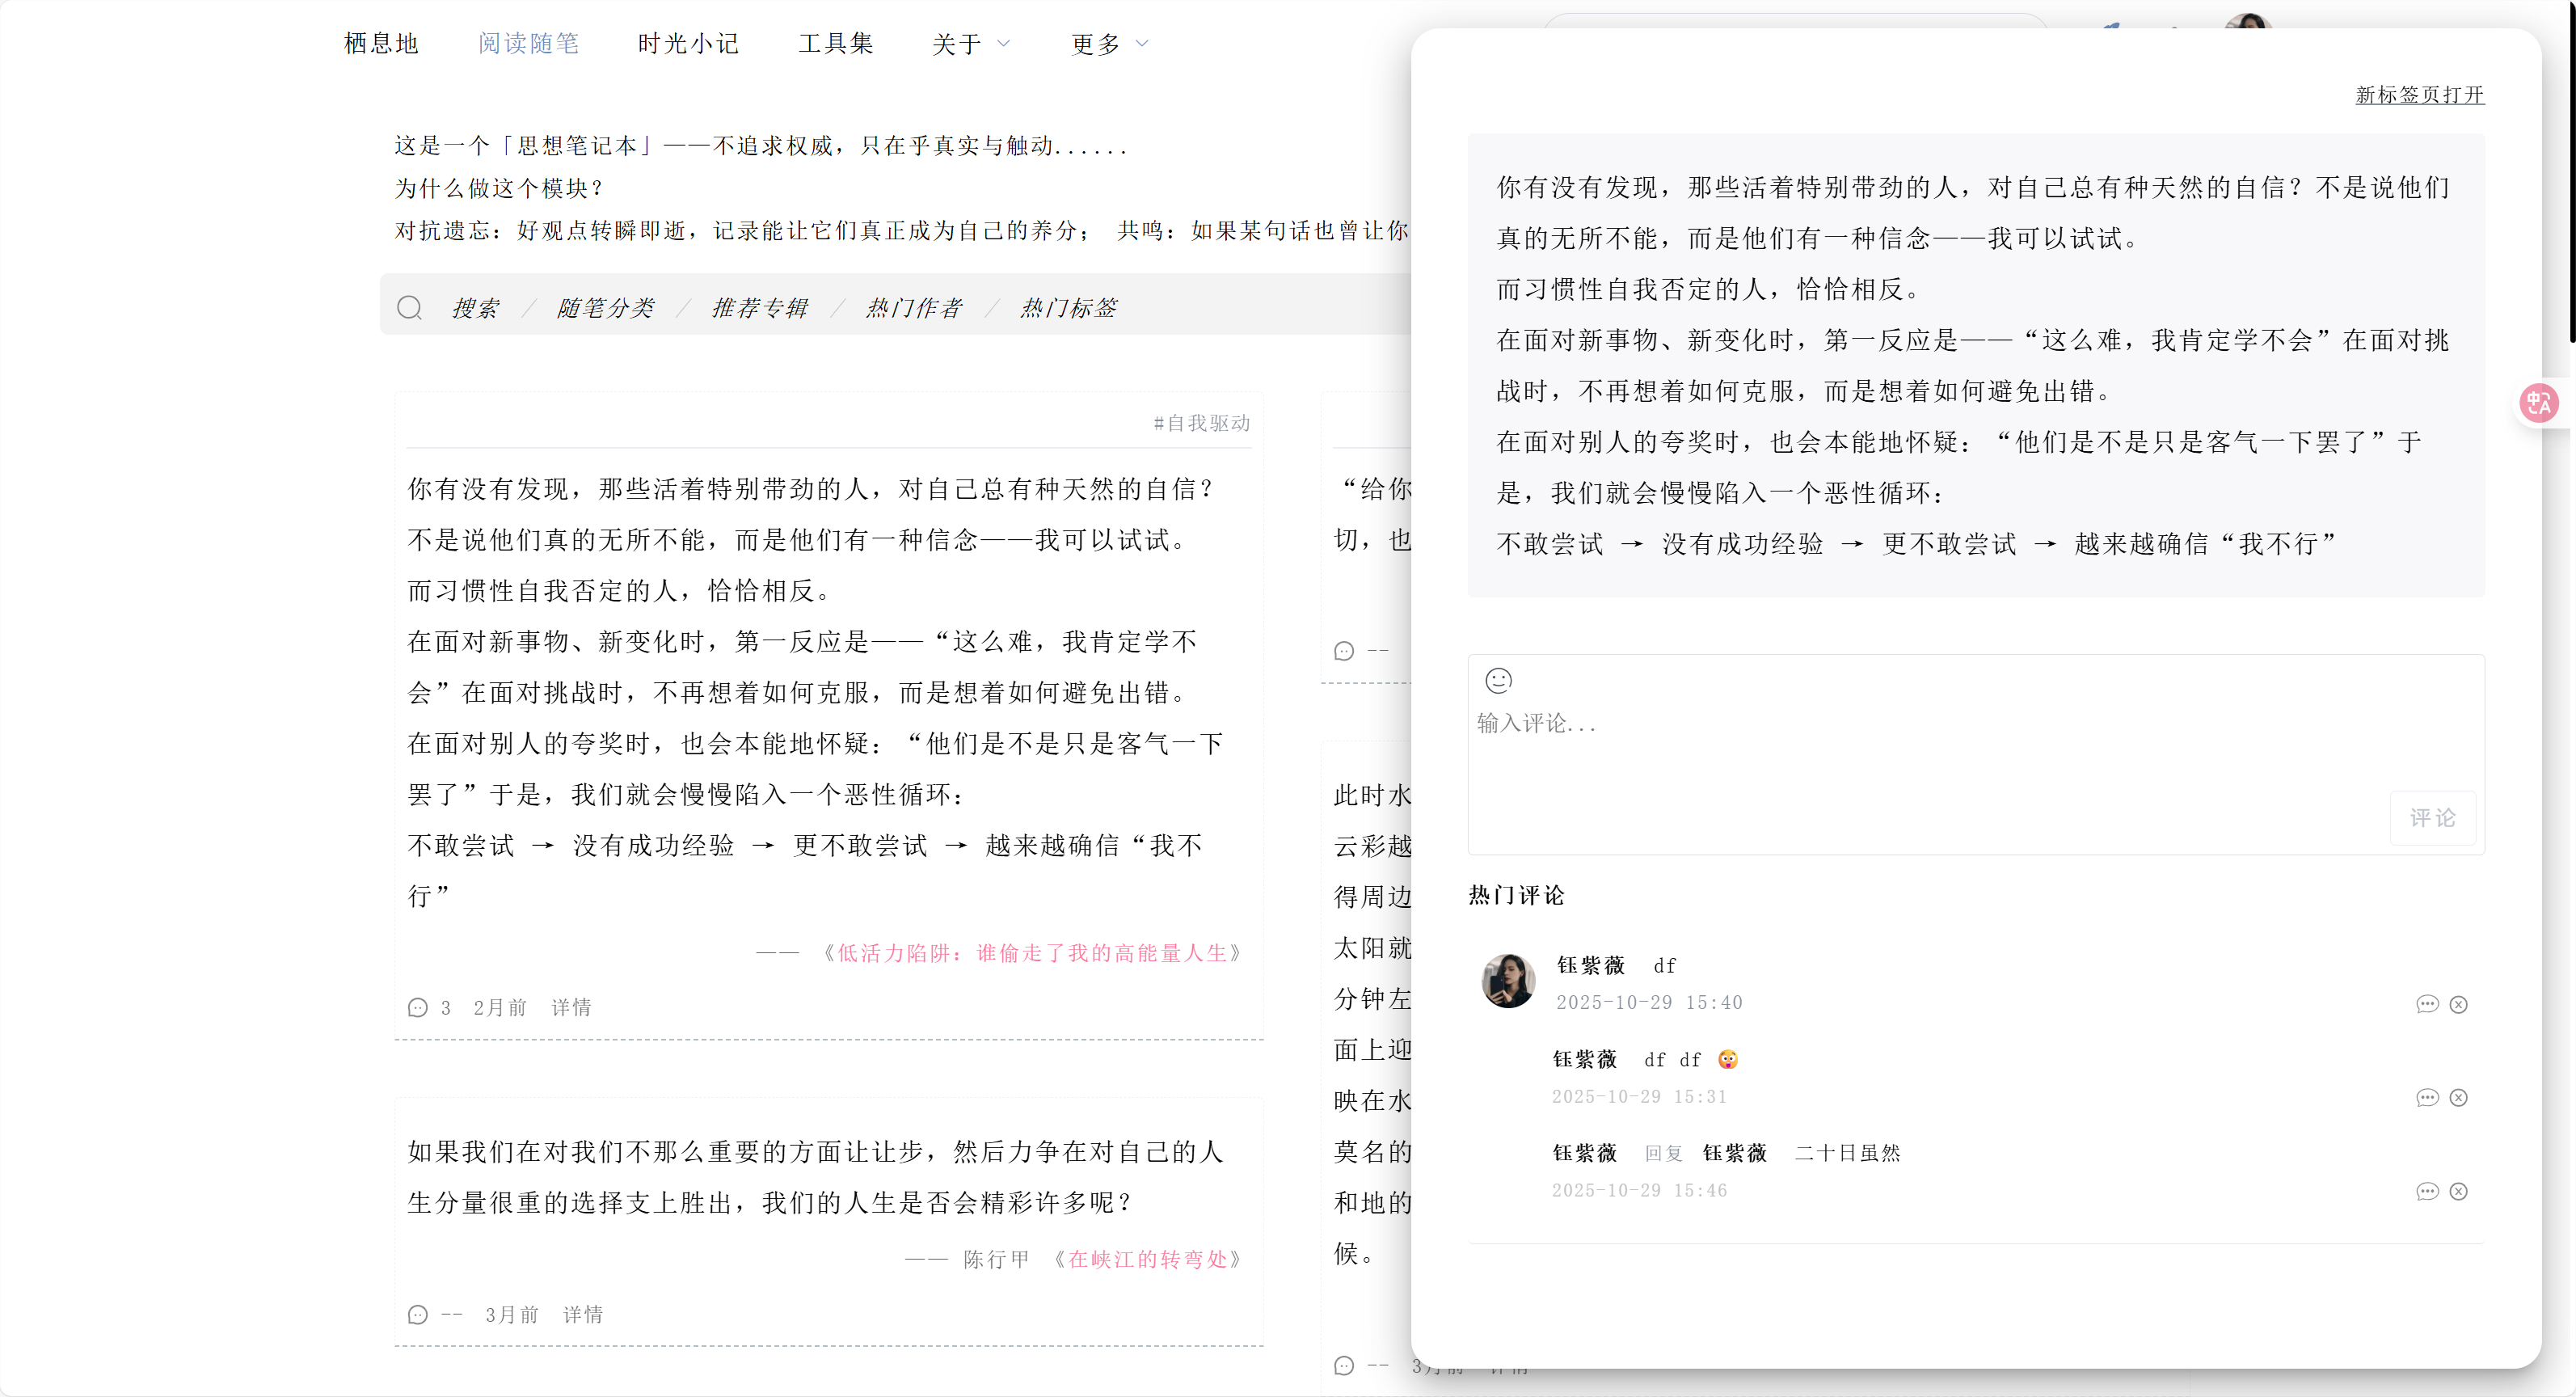 栖息地 阅读随笔 时光小记 工具集 关于 更多
这是一个「思想笔记本」——不追求权威，只在乎真实与触动......
为什么做这个模块？
对抗遗忘：好观点转瞬即逝，记录能让它们真正成为自己的养分； 共鸣：如果某句话也曾让你
搜索 / 随笔分类 / 推荐专辑 / 热门作者 / 热门标签
#自我驱动
你有没有发现，那些活着特别带劲的人，对自己总有种天然的自信？
不是说他们真的无所不能，而是他们有一种信念——我可以试试。
而习惯性自我否定的人，恰恰相反。
在面对新事物、新变化时，第一反应是——“这么难，我肯定学不
会”在面对挑战时，不再想着如何克服，而是想着如何避免出错。
在面对别人的夸奖时，也会本能地怀疑：“他们是不是只是客气一下
罢了”于是，我们就会慢慢陷入一个恶性循环：
不敢尝试 → 没有成功经验 → 更不敢尝试 → 越来越确信“我不
行”
—— 《低活力陷阱：谁偷走了我的高能量人生》
3 2月前 详情
如果我们在对我们不那么重要的方面让让步，然后力争在对自己的人
生分量很重的选择支上胜出，我们的人生是否会精彩许多呢？
—— 陈行甲 《在峡江的转弯处》
-- 3月前 详情
“给你
切，也
--
此时水
云彩越
得周边
太阳就
分钟左
面上迎
映在水
莫名的
和地的
候。
-- 3月前 详情
新标签页打开
你有没有发现，那些活着特别带劲的人，对自己总有种天然的自信？不是说他们
真的无所不能，而是他们有一种信念——我可以试试。
而习惯性自我否定的人，恰恰相反。
在面对新事物、新变化时，第一反应是——“这么难，我肯定学不会”在面对挑
战时，不再想着如何克服，而是想着如何避免出错。
在面对别人的夸奖时，也会本能地怀疑：“他们是不是只是客气一下罢了”于
是，我们就会慢慢陷入一个恶性循环：
不敢尝试 → 没有成功经验 → 更不敢尝试 → 越来越确信“我不行”
输入评论...
评论
热门评论
钰紫薇 df
2025-10-29 15:40
钰紫薇 df df 😜
2025-10-29 15:31
钰紫薇 回复 钰紫薇 二十日虽然
2025-10-29 15:46
中A